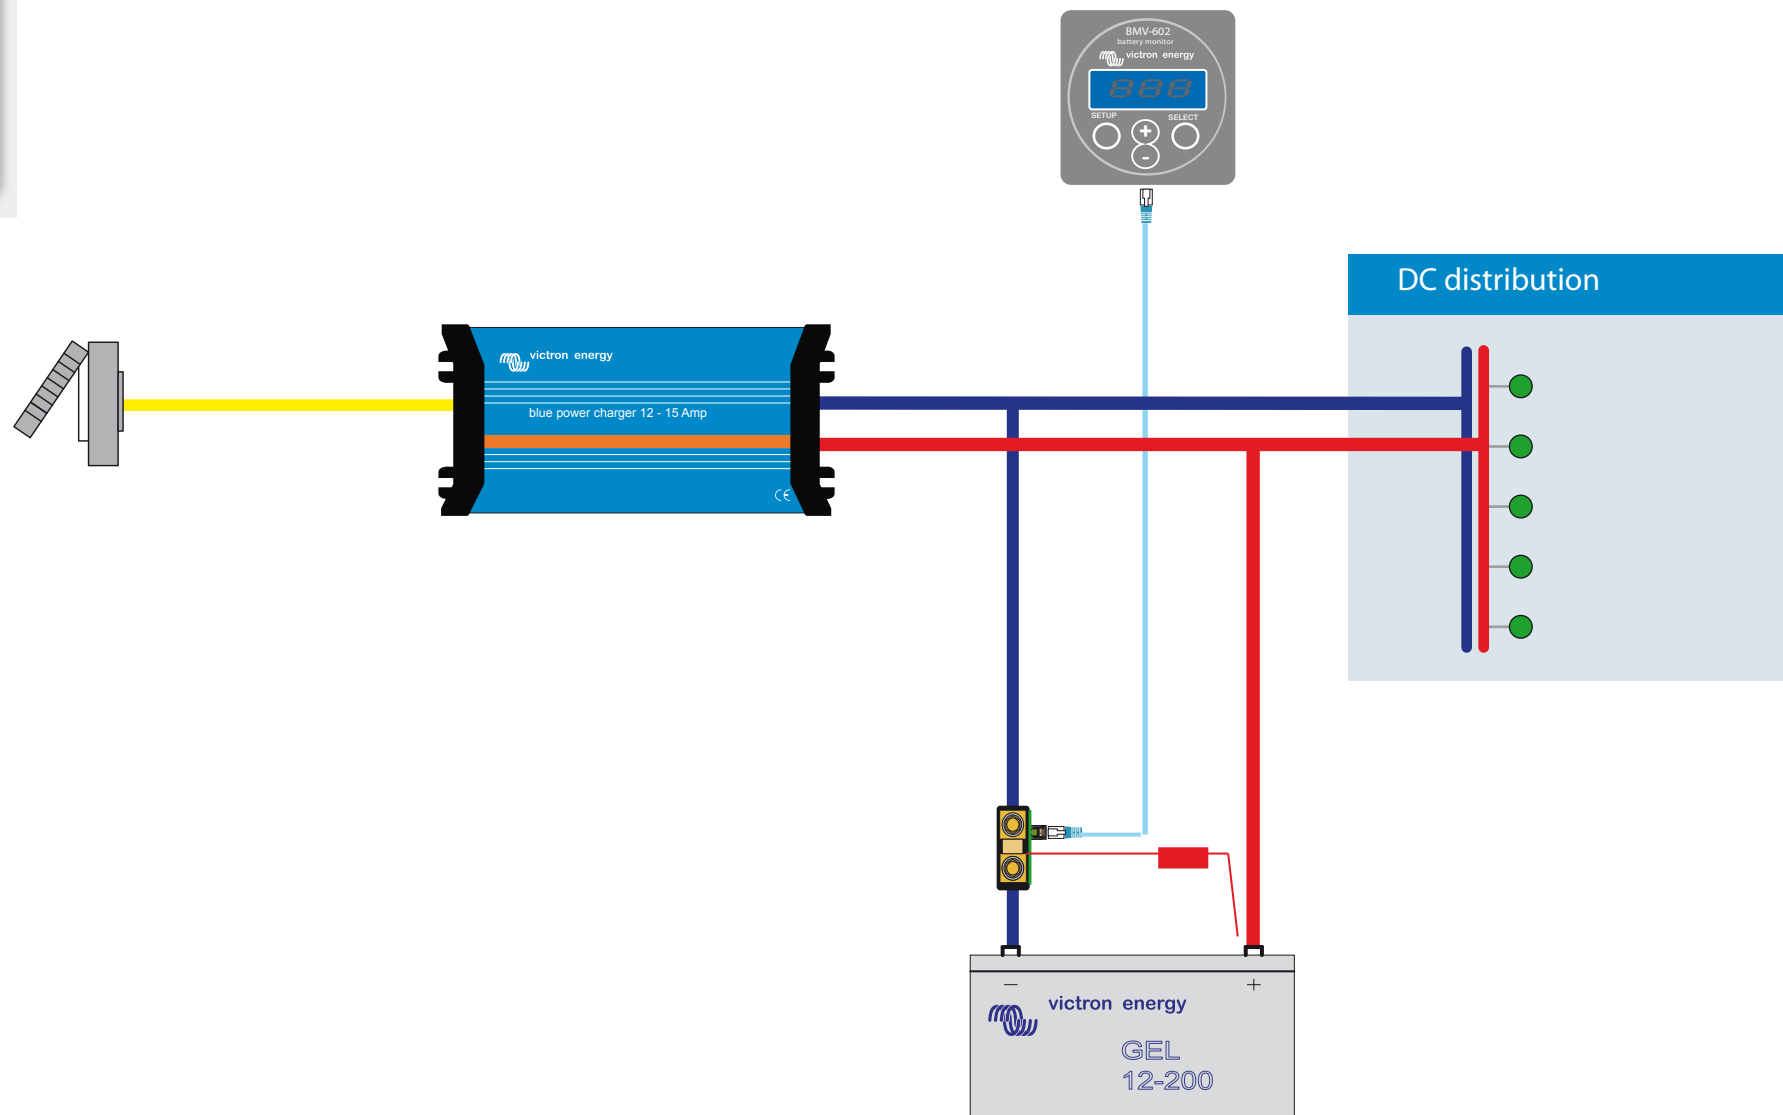 BMV-602
battery monitor
victron energy
888
SETUP
SELECT
+
-
DC distribution
victron energy
blue power charger 12 - 15 Amp
CE
− +
victron energy
GEL
12-200